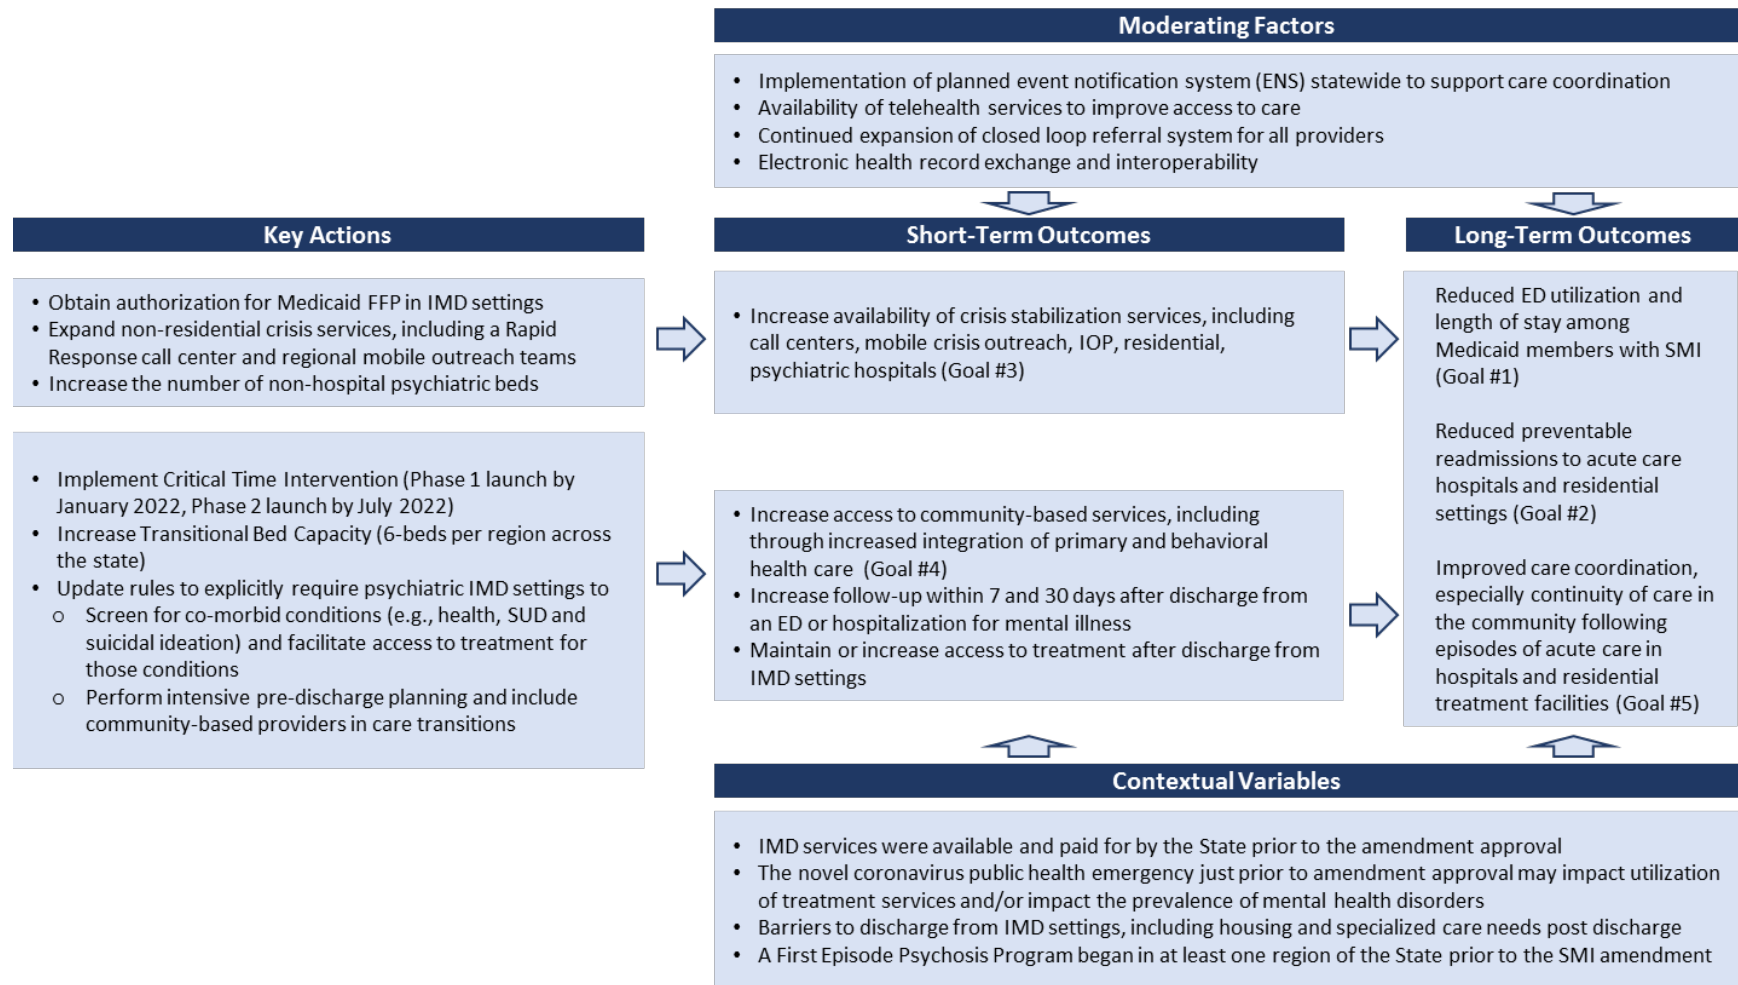 Moderating Factors
• Implementation of planned event notification system (ENS) statewide to support care coordination
• Availability of telehealth services to improve access to care
• Continued expansion of closed loop referral system for all providers
• Electronic health record exchange and interoperability
Key Actions
• Obtain authorization for Medicaid FFP in IMD settings
• Expand non-residential crisis services, including a Rapid
Response call center and regional mobile outreach teams
• Increase the number of non-hospital psychiatric beds
• Implement Critical Time Intervention (Phase 1 launch by
January 2022, Phase 2 launch by July 2022)
• Increase Transitional Bed Capacity (6-beds per region across
the state)
• Update rules to explicitly require psychiatric IMD settings to
o Screen for co-morbid conditions (e.g., health, SUD and
suicidal ideation) and facilitate access to treatment for
those conditions
o Perform intensive pre-discharge planning and include
community-based providers in care transitions
Short-Term Outcomes
• Increase availability of crisis stabilization services, including
call centers, mobile crisis outreach, IOP, residential,
psychiatric hospitals (Goal #3)
• Increase access to community-based services, including
through increased integration of primary and behavioral
health care (Goal #4)
• Increase follow-up within 7 and 30 days after discharge from
an ED or hospitalization for mental illness
• Maintain or increase access to treatment after discharge from
IMD settings
Long-Term Outcomes
Reduced ED utilization and
length of stay among
Medicaid members with SMI
(Goal #1)
Reduced preventable
readmissions to acute care
hospitals and residential
settings (Goal #2)
Improved care coordination,
especially continuity of care in
the community following
episodes of acute care in
hospitals and residential
treatment facilities (Goal #5)
Contextual Variables
• IMD services were available and paid for by the State prior to the amendment approval
• The novel coronavirus public health emergency just prior to amendment approval may impact utilization
of treatment services and/or impact the prevalence of mental health disorders
• Barriers to discharge from IMD settings, including housing and specialized care needs post discharge
• A First Episode Psychosis Program began in at least one region of the State prior to the SMI amendment